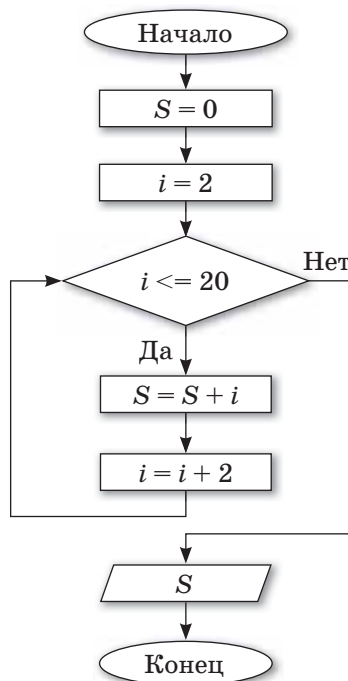 Начало
S = 0
i = 2
i <= 20
Нет
Да
S = S + i
i = i + 2
S
Конец